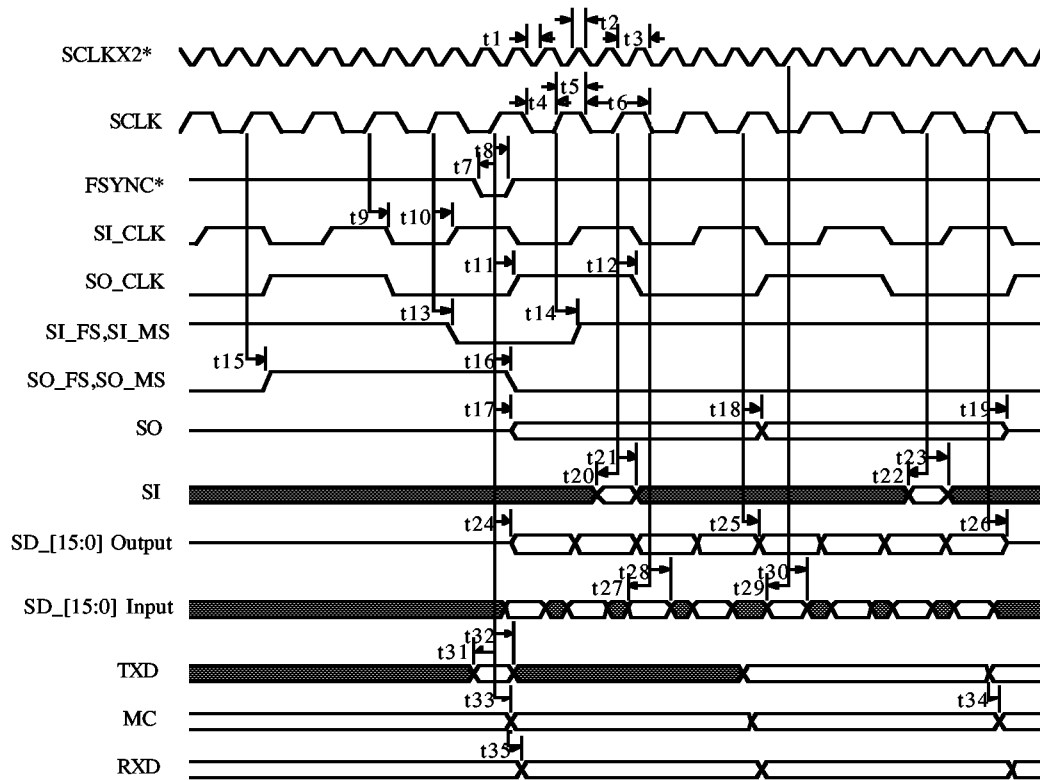 t2
t1 t3
SCLKX2*
t5
t4 t6
SCLK
t8
t7
FSYNC*
t9 t10
SI_CLK
t11 t12
SO_CLK
t13 t14
SI_FS,SI_MS
t15 t16
SO_FS,SO_MS
t17 t18 t19
SO
t21 t23
t20 t22
SI
t24 t25 t26
SD_[15:0] Output
t28 t30
t27 t29
SD_[15:0] Input
t32
t31
TXD
t33 t34
MC
t35
RXD